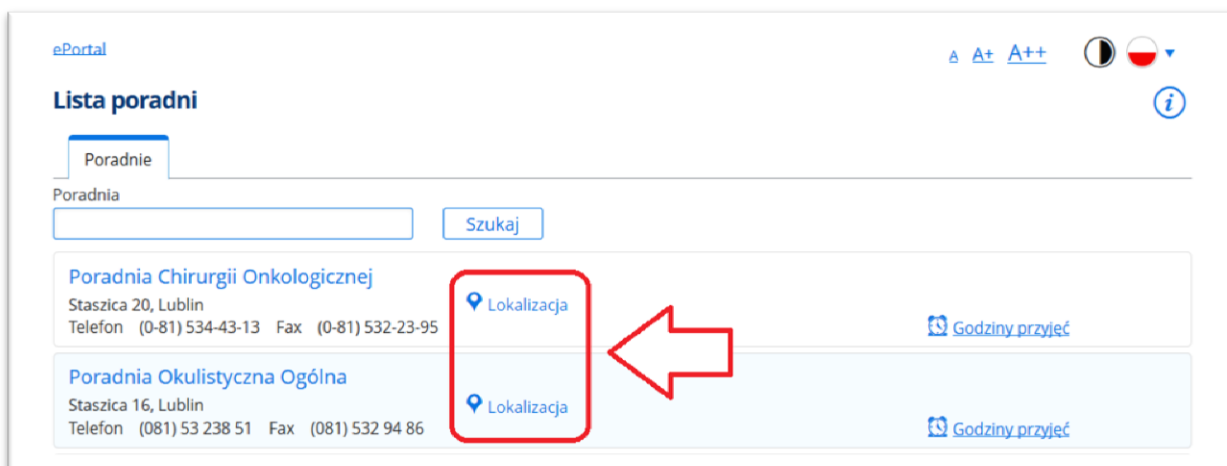 ePortal
A A+ A++
Lista poradni
i
Poradnie
Poradnia
Szukaj
Poradnia Chirurgii Onkologicznej
Staszica 20, Lublin
Lokalizacja
Telefon (0-81) 534-43-13 Fax (0-81) 532-23-95
Godziny przyjęć
Poradnia Okulistyczna Ogólna
Staszica 16, Lublin
Lokalizacja
Telefon (081) 53 238 51 Fax (081) 532 94 86
Godziny przyjęć